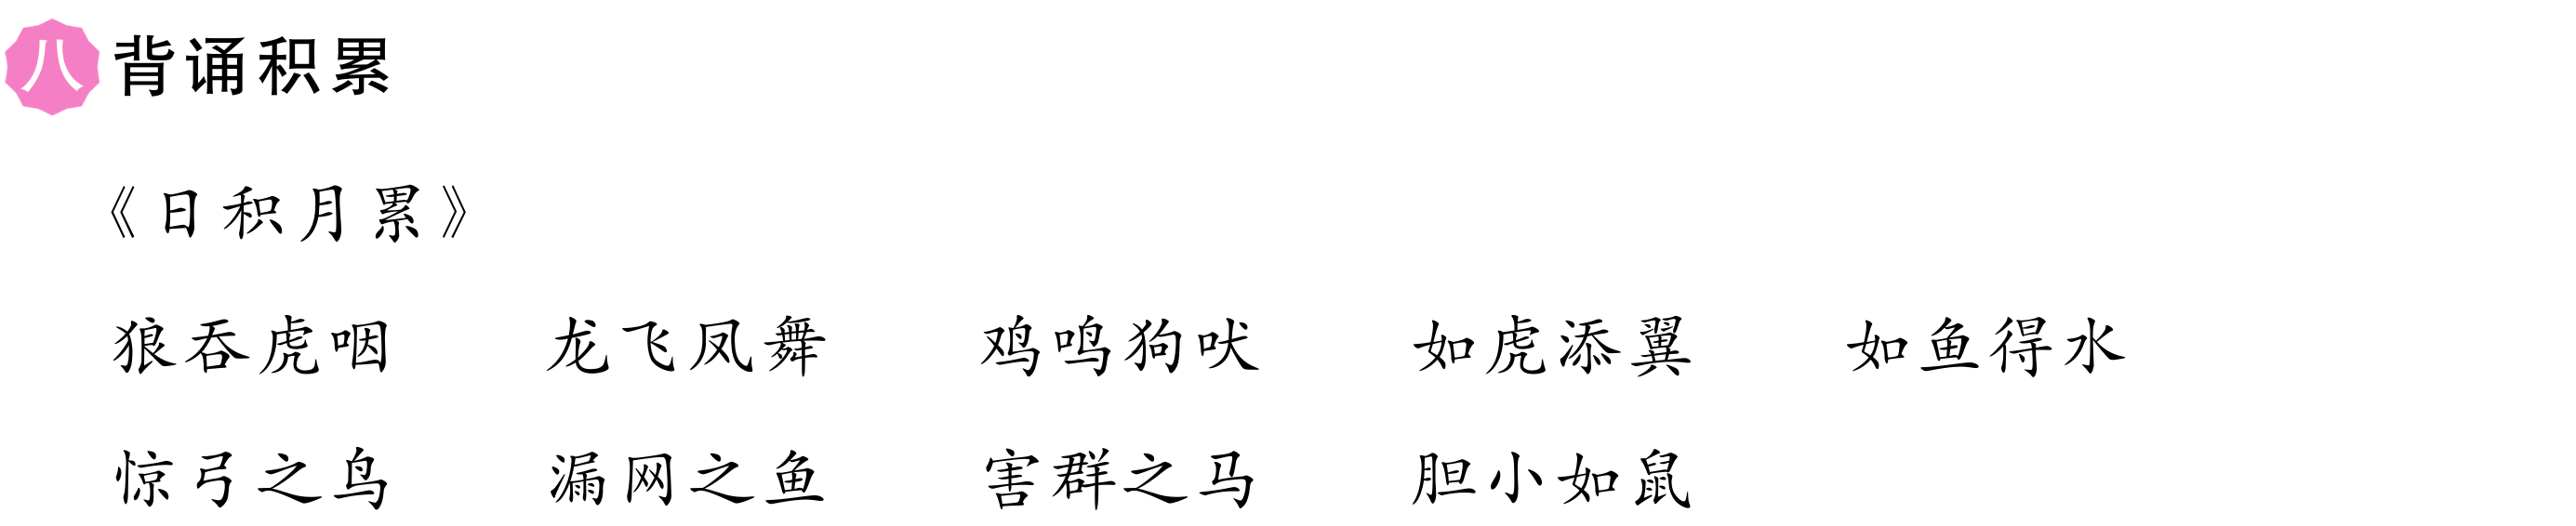 八 背诵积累
《日积月累》
狼吞虎咽 龙飞凤舞 鸡鸣狗吠 如虎添翼 如鱼得水
惊弓之鸟 漏网之鱼 害群之马 胆小如鼠